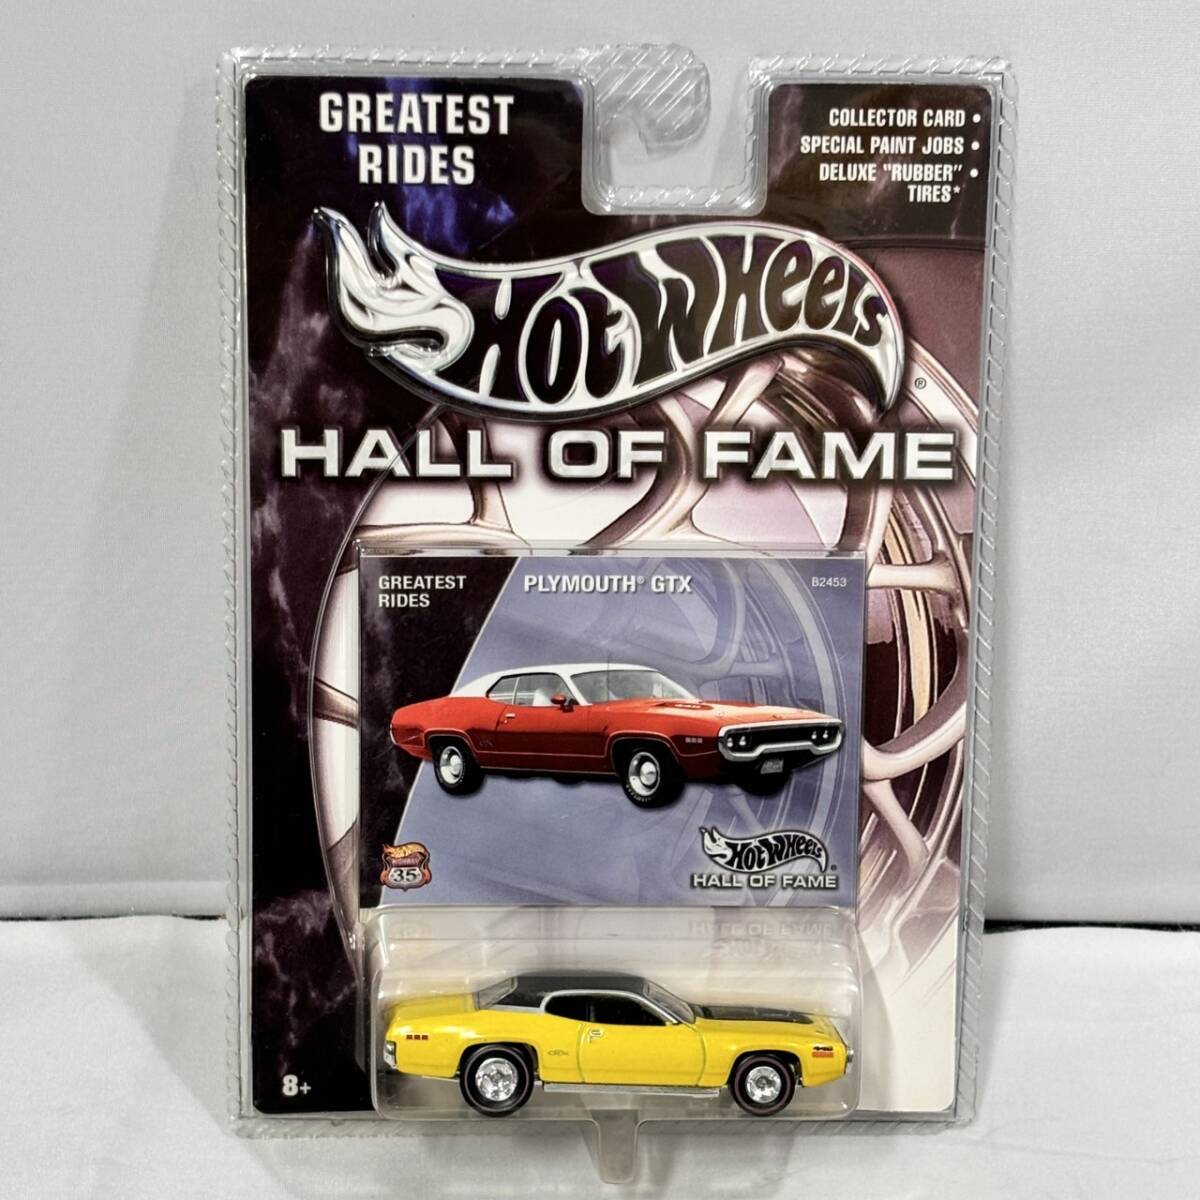 GREATEST
RIDES
COLLECTOR CARD •
SPECIAL PAINT JOBS •
DELUXE "RUBBER" •
TIRES*
Hot Wheels ®
HALL OF FAME
GREATEST
RIDES
PLYMOUTH® GTX
B2453
Hot Wheels ®
HALL OF FAME
HIGHWAY
35
8+